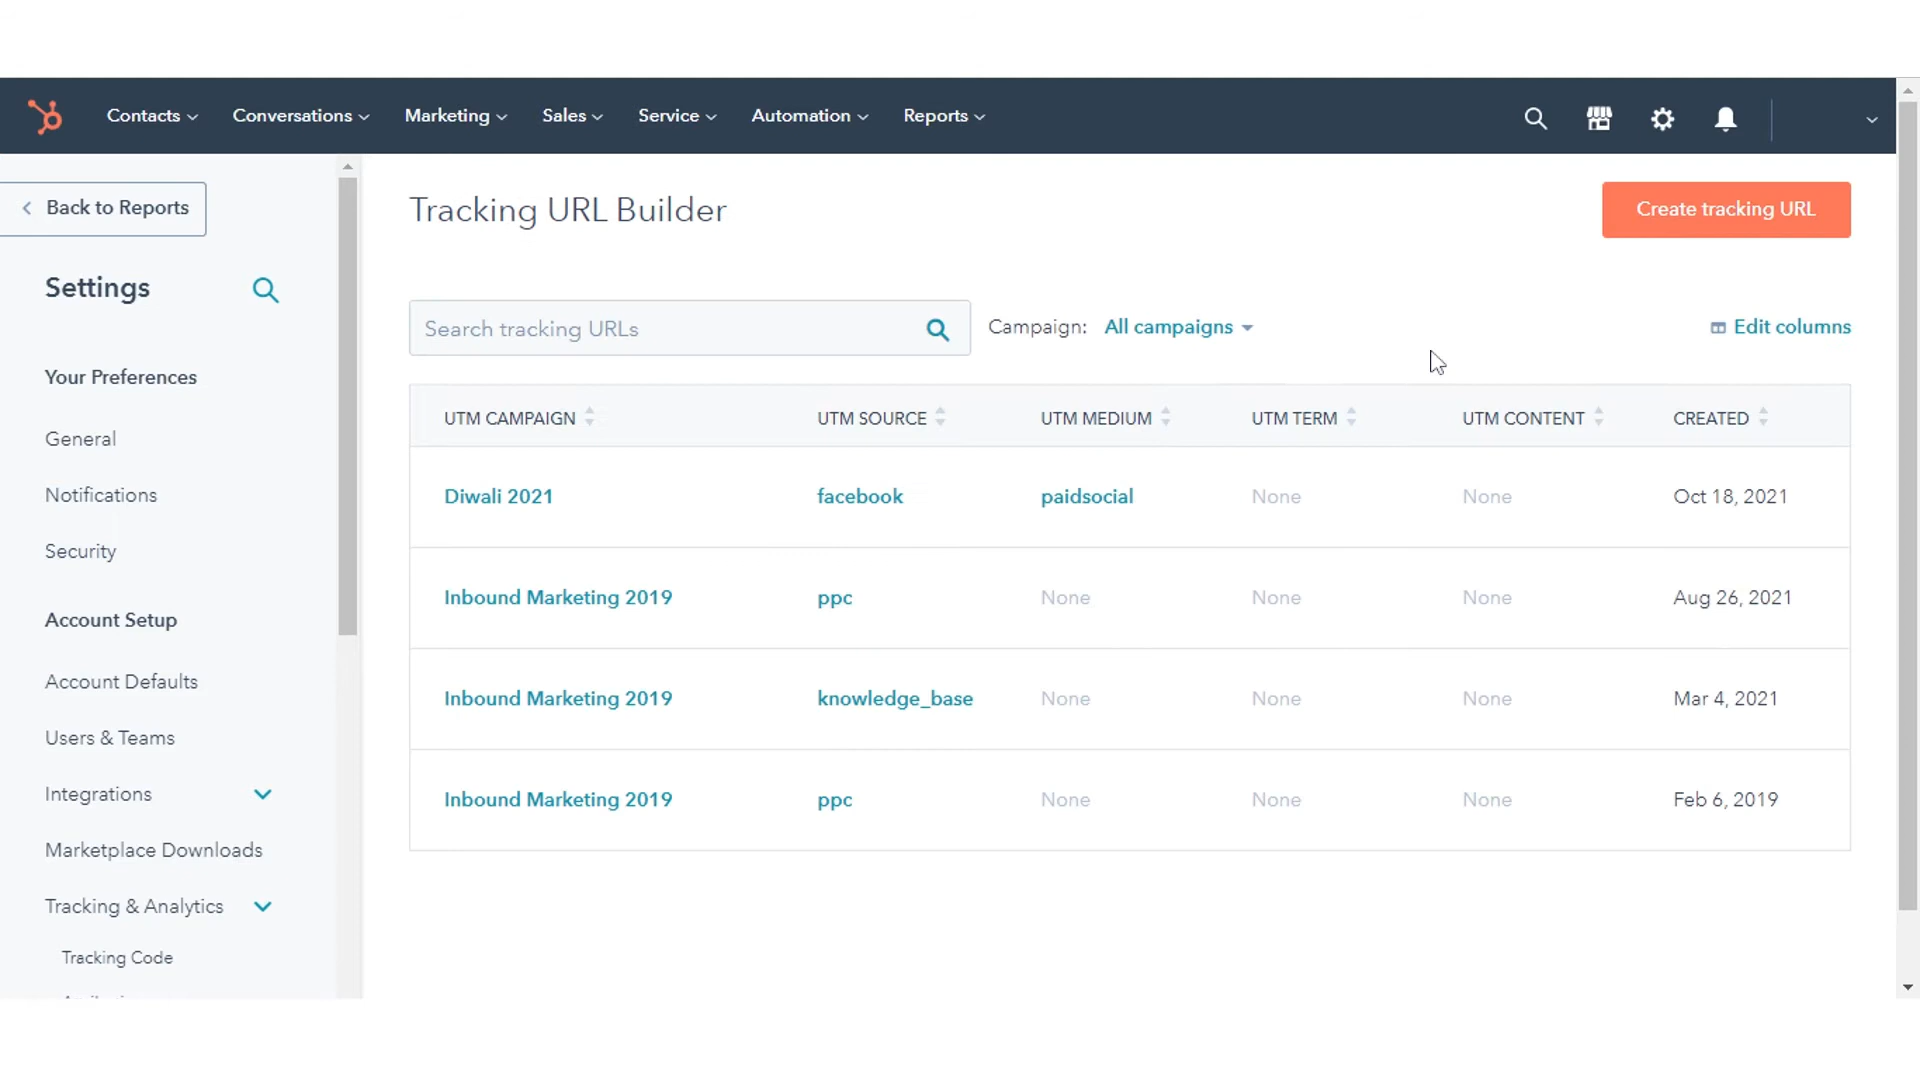 Contacts
Conversations
Marketing
Sales
Service
Automation
Reports
Back to Reports
Settings
Your Preferences
General
Notifications
Security
Account Setup
Account Defaults
Users & Teams
Integrations
Marketplace Downloads
Tracking & Analytics
Tracking Code
Tracking URL Builder
Create tracking URL
Search tracking URLs
Campaign: All campaigns
Edit columns
UTM CAMPAIGN UTM SOURCE UTM MEDIUM UTM TERM UTM CONTENT CREATED
Diwali 2021 facebook paidsocial None None Oct 18, 2021
Inbound Marketing 2019 ppc None None None Aug 26, 2021
Inbound Marketing 2019 knowledge_base None None None Mar 4, 2021
Inbound Marketing 2019 ppc None None None Feb 6, 2019